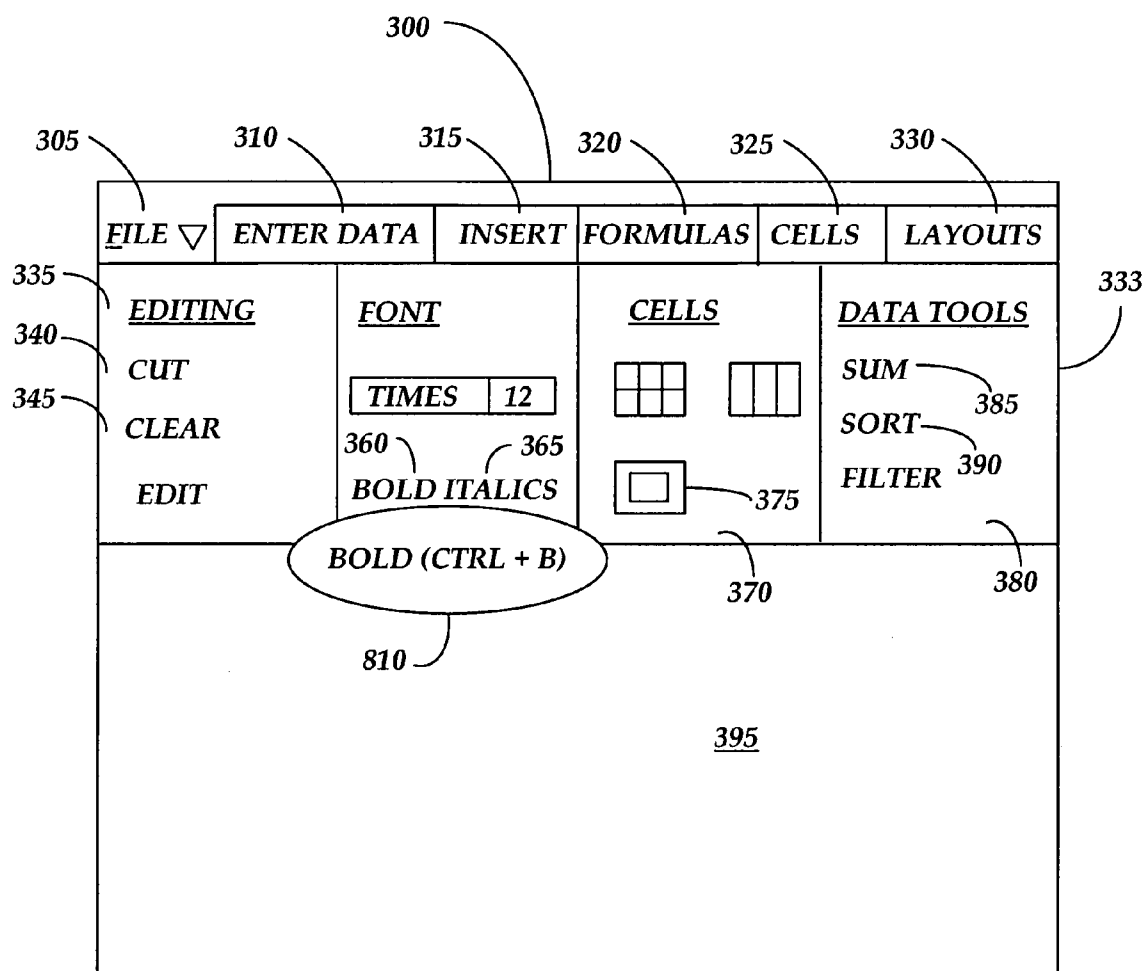 300
305 310 315 320 325 330
FILE ENTER DATA INSERT FORMULAS CELLS LAYOUTS
335 EDITING FONT CELLS DATA TOOLS 333
340 CUT SUM 385
TIMES 12
345 CLEAR SORT 390
360 365
EDIT BOLD ITALICS 375 FILTER
BOLD (CTRL + B) 370 380
810
395